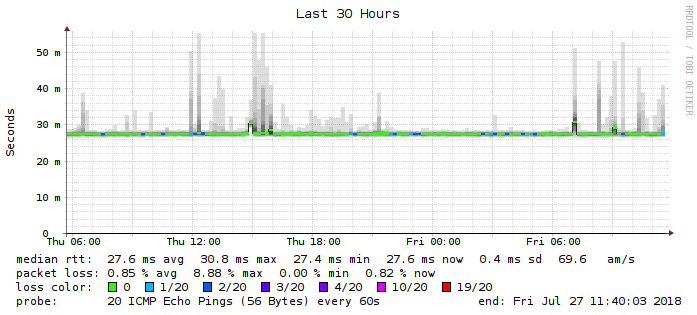 Last 30 Hours
RRDTOOL / TOBI OETIKER
Seconds
50 m
40 m
30 m
20 m
10 m
0
Thu 06:00 Thu 12:00 Thu 18:00 Fri 00:00 Fri 06:00
median rtt: 27.6 ms avg 30.8 ms max 27.4 ms min 27.6 ms now 0.4 ms sd 69.6 am/s
packet loss: 0.85 % avg 8.88 % max 0.00 % min 0.82 % now
loss color: 0 1/20 2/20 3/20 4/20 10/20 19/20
probe: 20 ICMP Echo Pings (56 Bytes) every 60s end: Fri Jul 27 11:40:03 2018